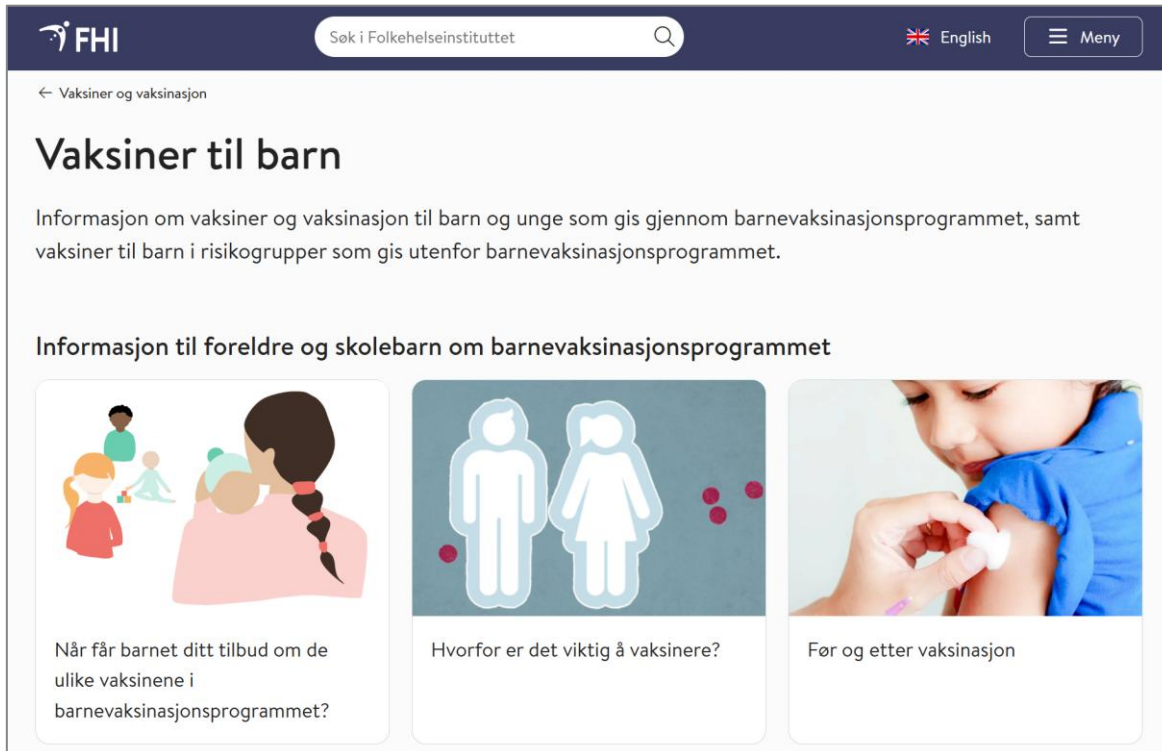 FHI
Søk i Folkehelseinstituttet
English
Meny
← Vaksiner og vaksinasjon
Vaksiner til barn
Informasjon om vaksiner og vaksinasjon til barn og unge som gis gjennom barnevaksinasjonsprogrammet, samt
vaksiner til barn i risikogrupper som gis utenfor barnevaksinasjonsprogrammet.
Informasjon til foreldre og skolebarn om barnevaksinasjonsprogrammet
Når får barnet ditt tilbud om de
ulike vaksinene i
barnevaksinasjonsprogrammet?
Hvorfor er det viktig å vaksinere?
Før og etter vaksinasjon